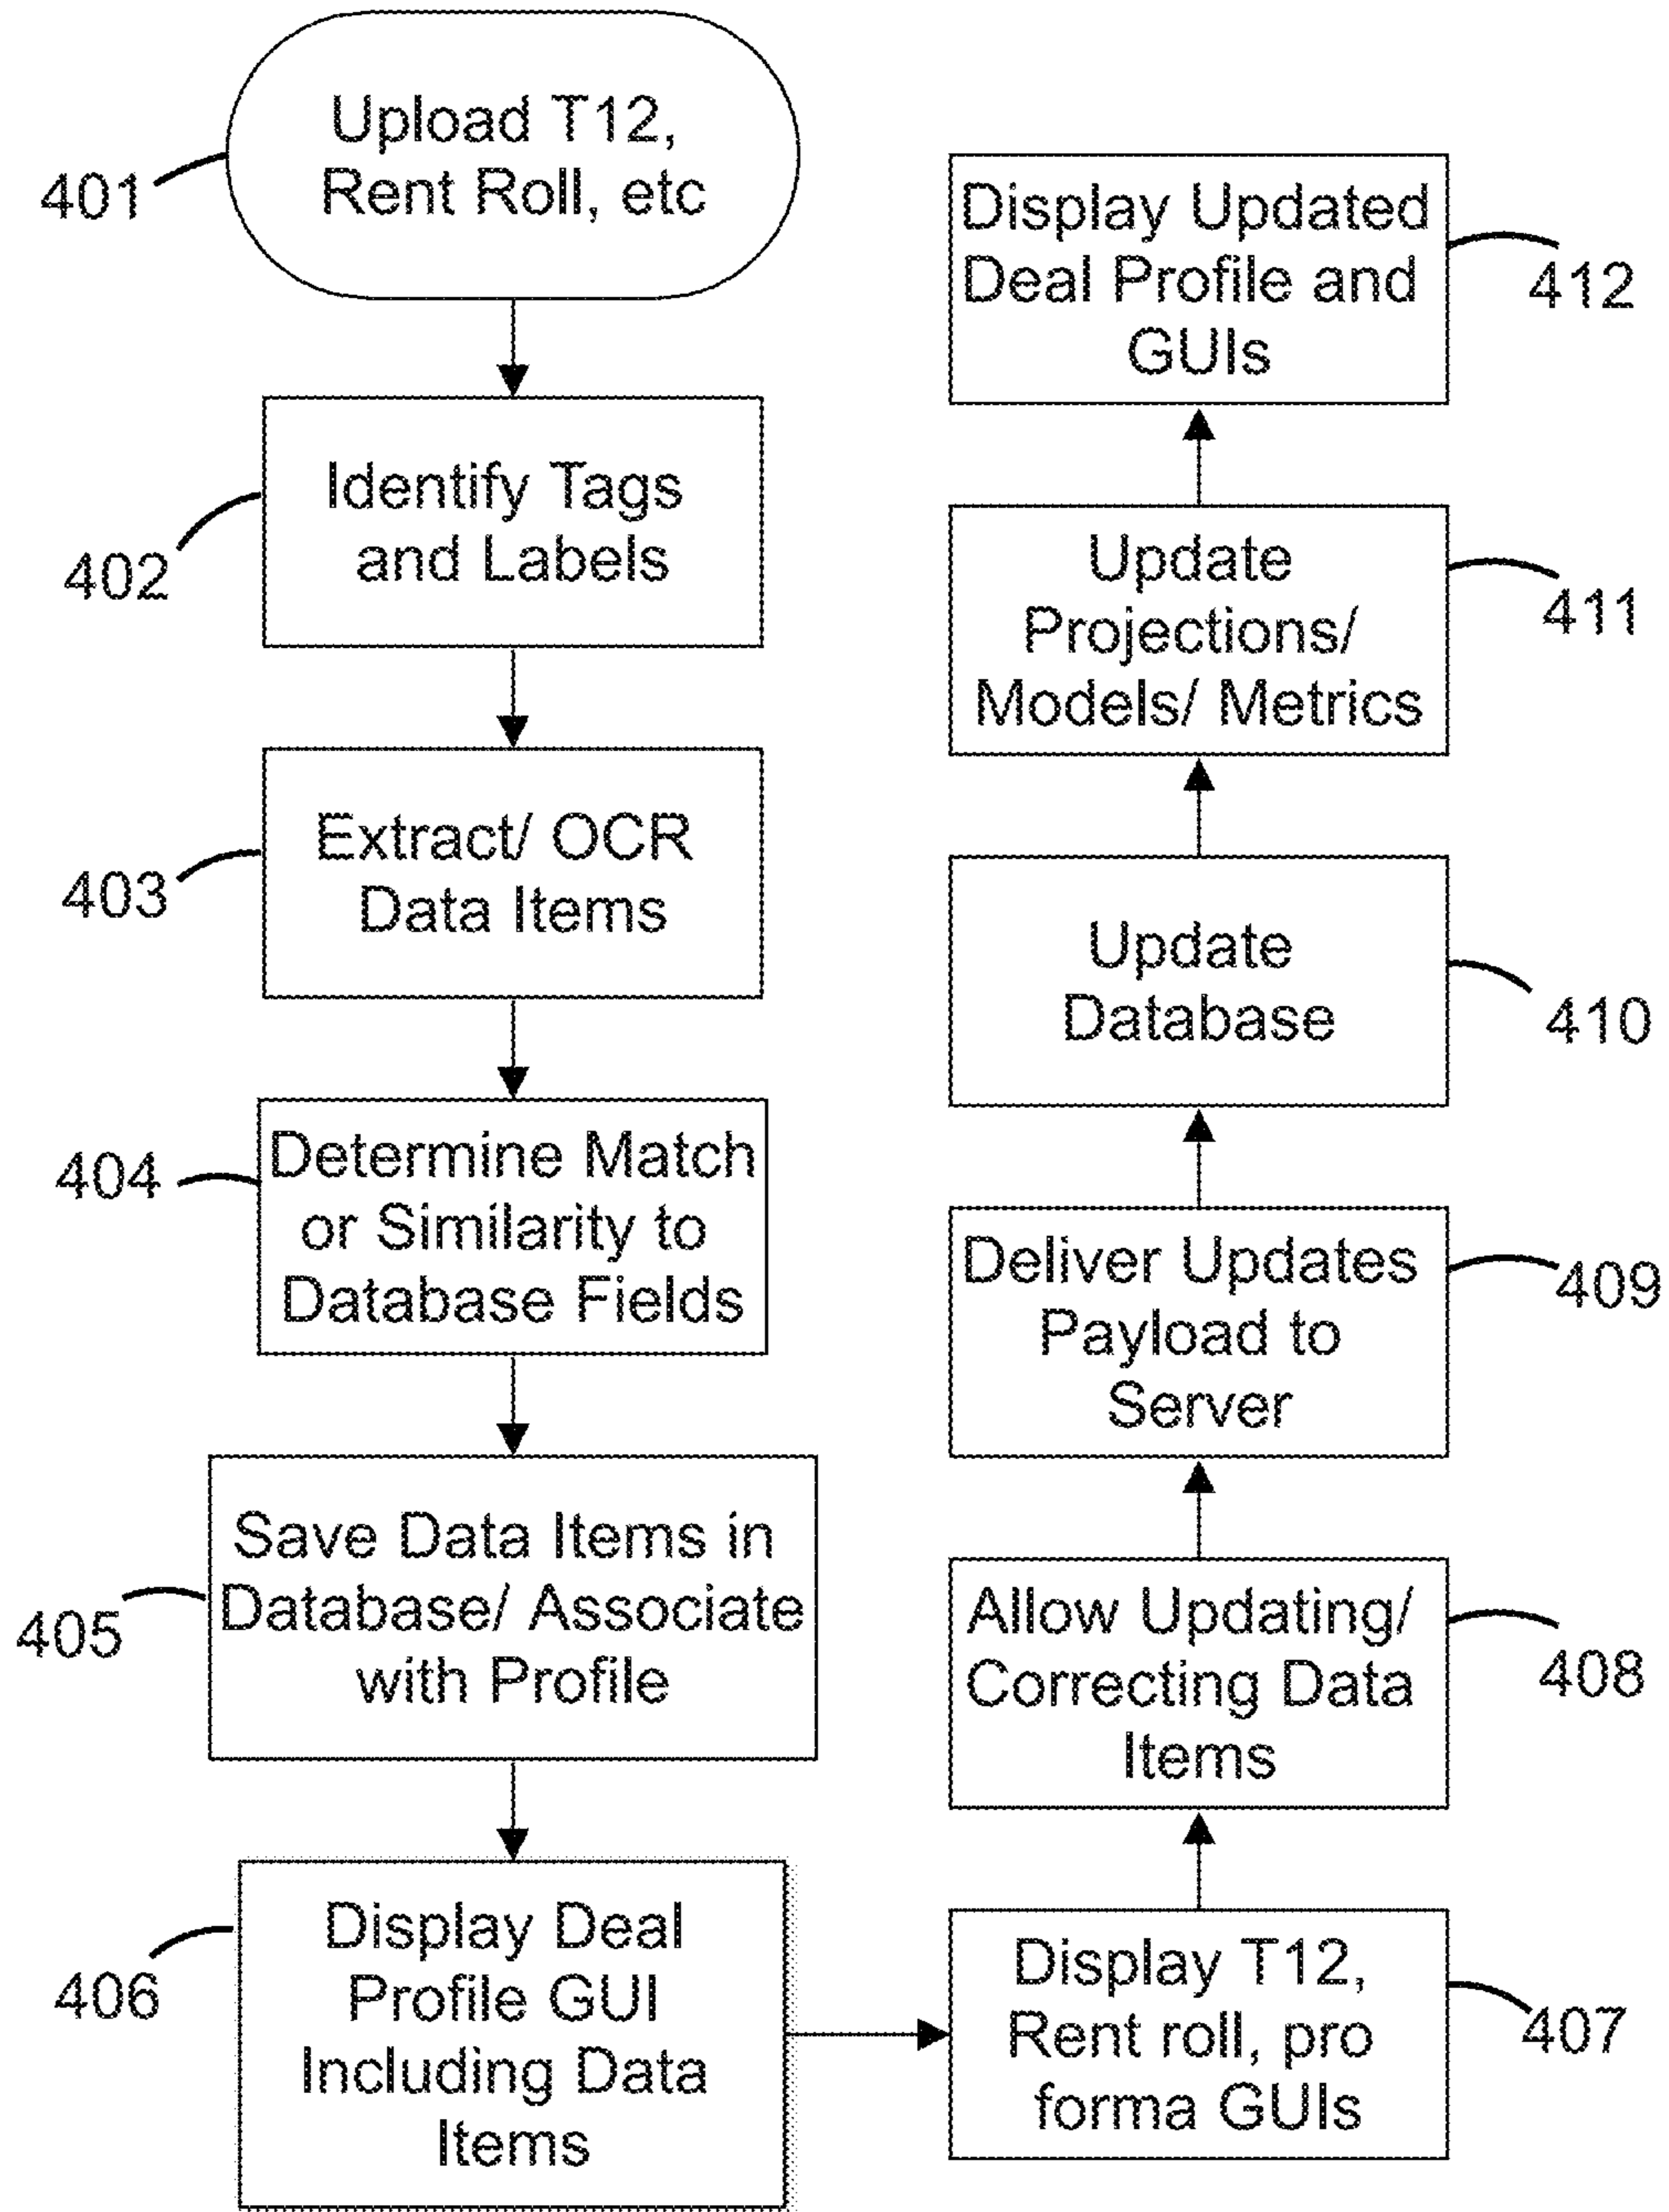 401
Upload T12,
Rent Roll, etc
402
Identify Tags
and Labels
403
Extract/ OCR
Data Items
404
Determine Match
or Similarity to
Database Fields
405
Save Data Items in
Database/ Associate
with Profile
406
Display Deal
Profile GUI
Including Data
Items
Display T12,
Rent roll, pro
forma GUIs
407
Allow Updating/
Correcting Data
Items
408
Deliver Updates
Payload to
Server
409
Update
Database
410
Update
Projections/
Models/ Metrics
411
Display Updated
Deal Profile and
GUIs
412